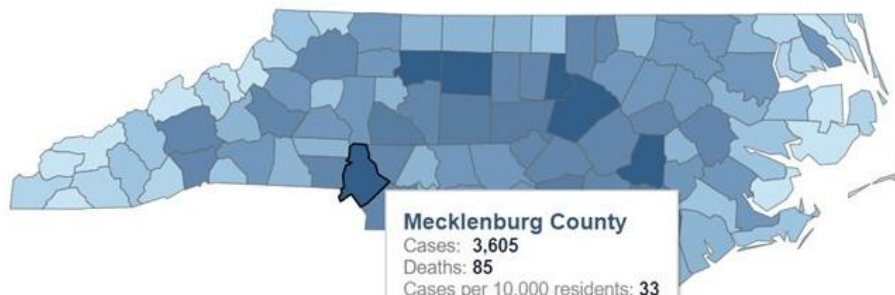 Mecklenburg County
Cases: 3,605
Deaths: 85
Cases per 10,000 residents: 33